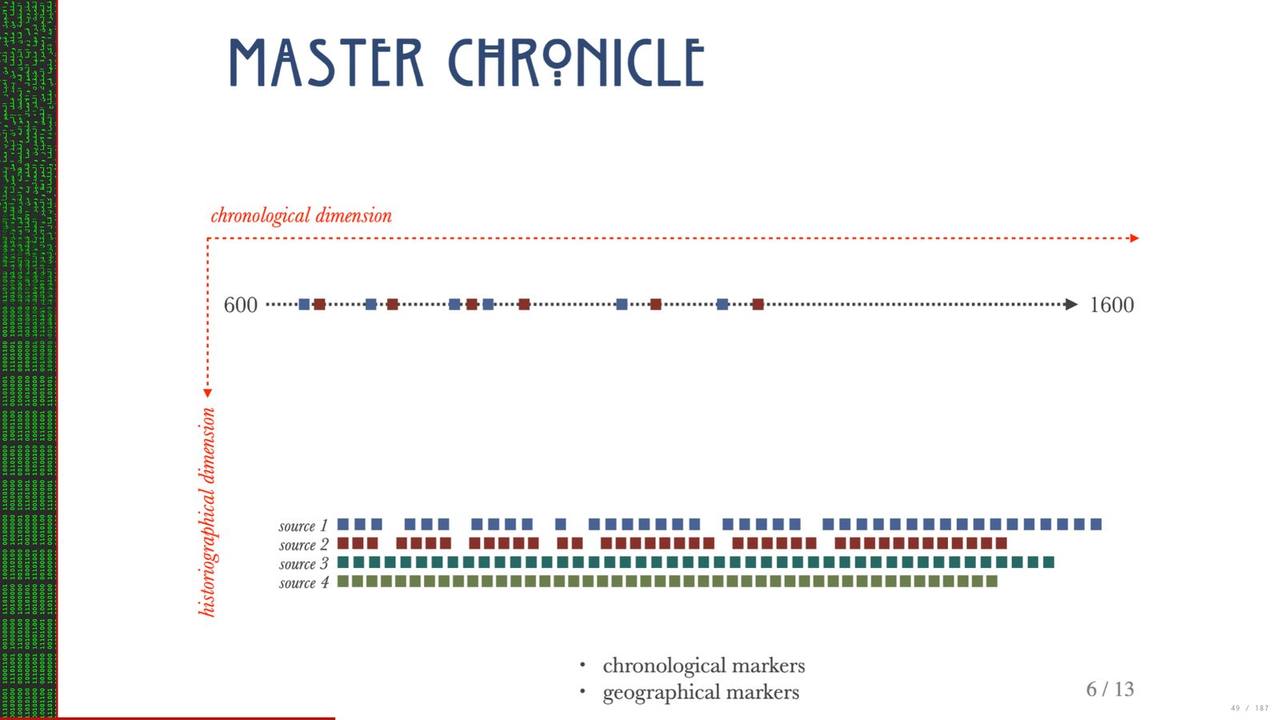 MASTER CHRONICLE
chronological dimension
600
1600
historiographical dimension
source 1
source 2
source 3
source 4
• chronological markers
• geographical markers
6 / 13
49 / 187